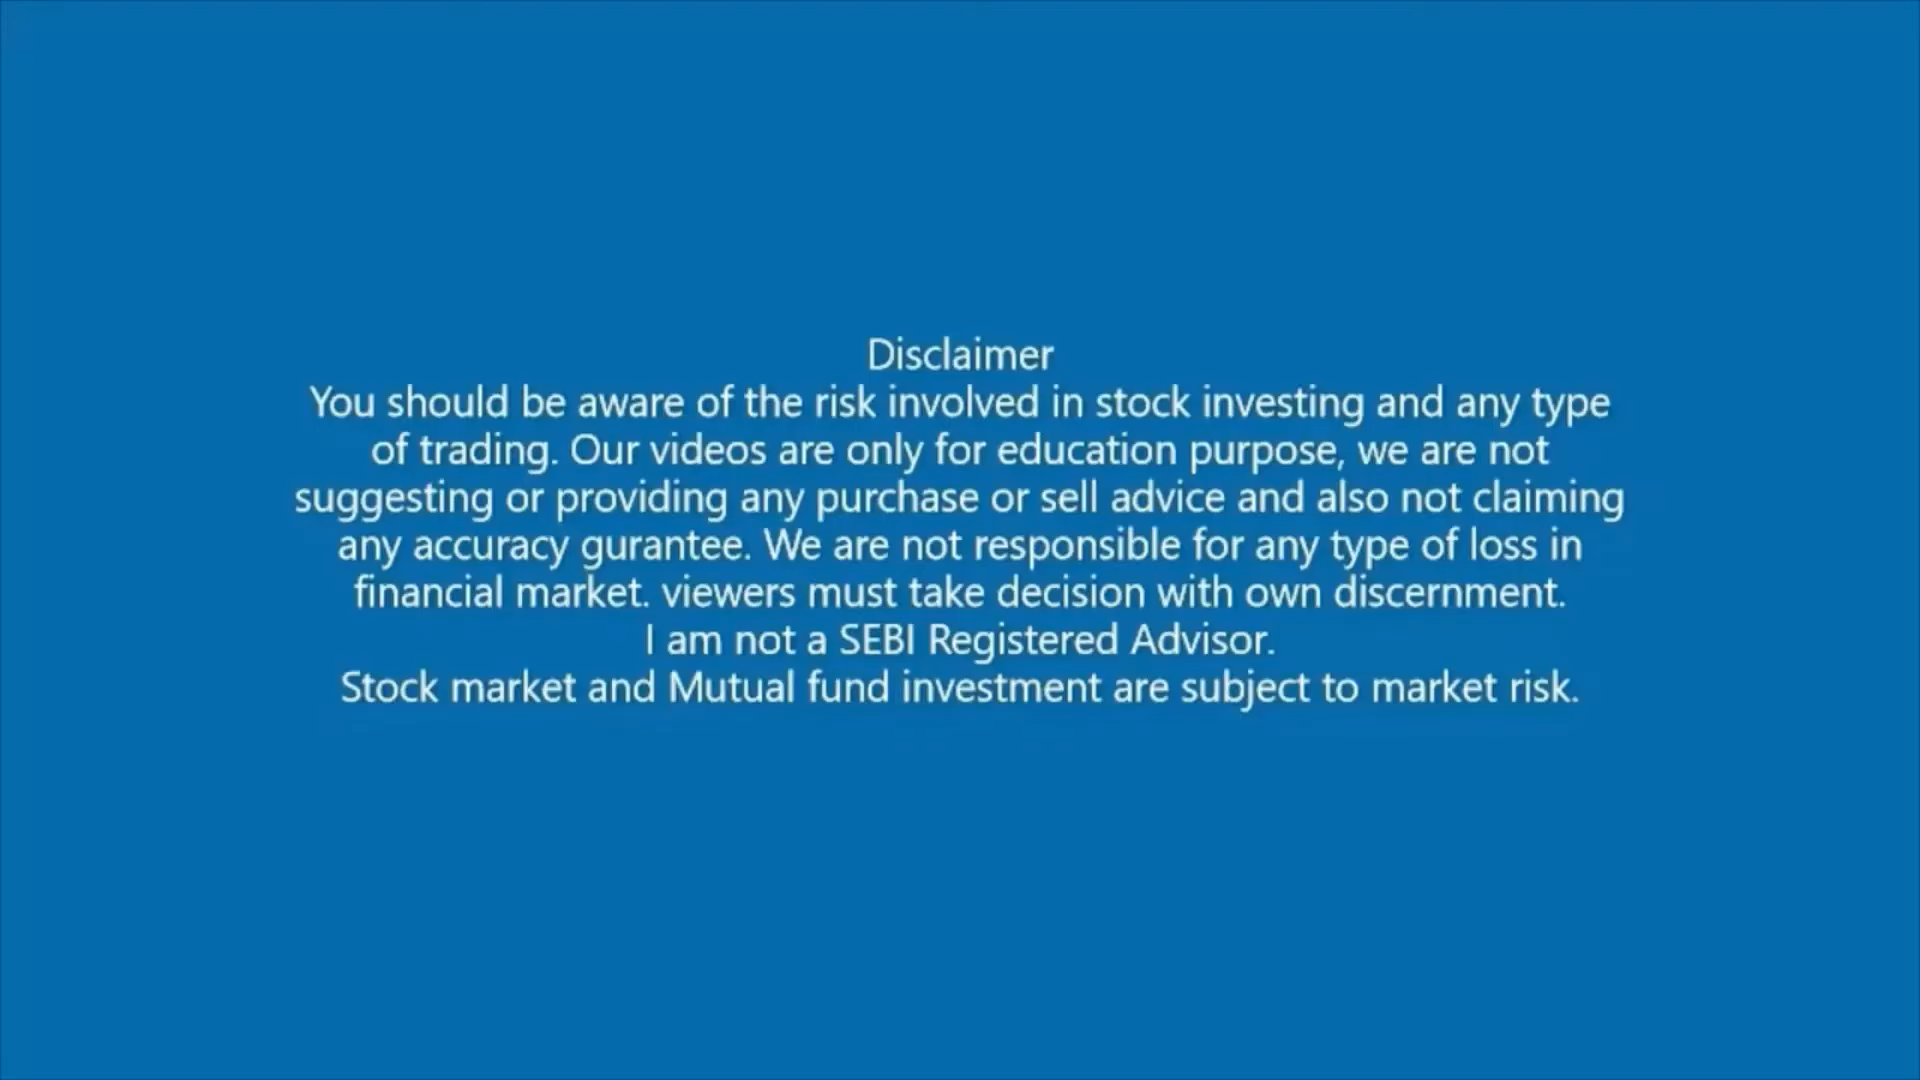 Disclaimer
You should be aware of the risk involved in stock investing and any type
of trading. Our videos are only for education purpose, we are not
suggesting or providing any purchase or sell advice and also not claiming
any accuracy gurantee. We are not responsible for any type of loss in
financial market. viewers must take decision with own discernment.
I am not a SEBI Registered Advisor.
Stock market and Mutual fund investment are subject to market risk.